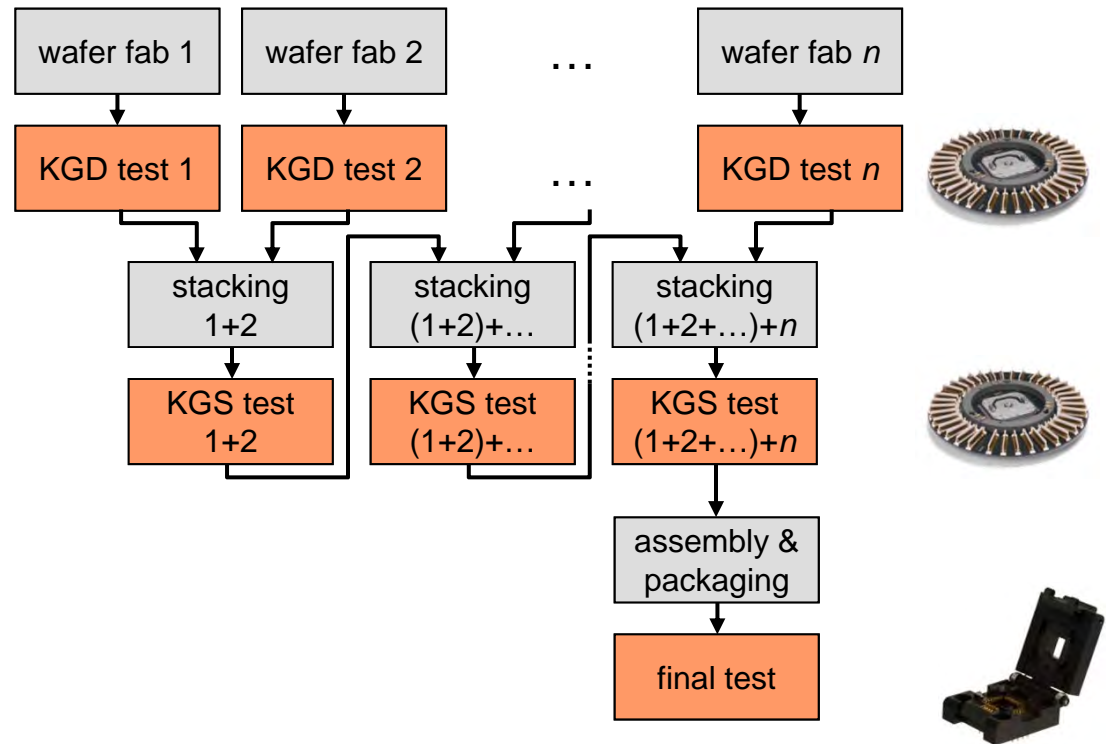 wafer fab 1
wafer fab 2
…
wafer fab n
KGD test 1
KGD test 2
…
KGD test n
stacking
1+2
stacking
(1+2)+…
stacking
(1+2+…)+n
KGS test
1+2
KGS test
(1+2)+…
KGS test
(1+2+…)+n
assembly &
packaging
final test